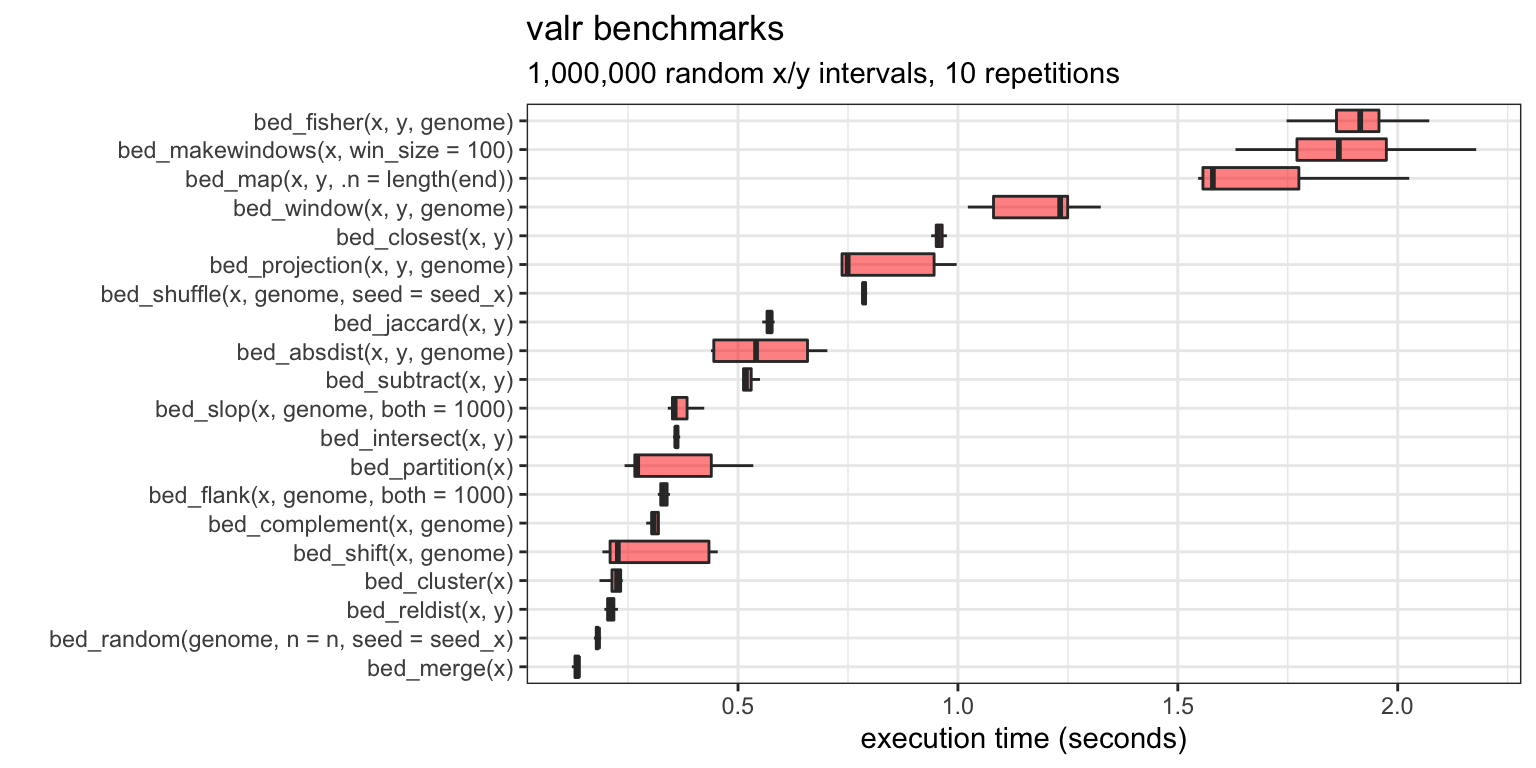 valr benchmarks
1,000,000 random x/y intervals, 10 repetitions
bed_fisher(x, y, genome)
bed_makewindows(x, win_size = 100)
bed_map(x, y, .n = length(end))
bed_window(x, y, genome)
bed_closest(x, y)
bed_projection(x, y, genome)
bed_shuffle(x, genome, seed = seed_x)
bed_jaccard(x, y)
bed_absdist(x, y, genome)
bed_subtract(x, y)
bed_slop(x, genome, both = 1000)
bed_intersect(x, y)
bed_partition(x)
bed_flank(x, genome, both = 1000)
bed_complement(x, genome)
bed_shift(x, genome)
bed_cluster(x)
bed_reldist(x, y)
bed_random(genome, n = n, seed = seed_x)
bed_merge(x)
0.5 1.0 1.5 2.0
execution time (seconds)